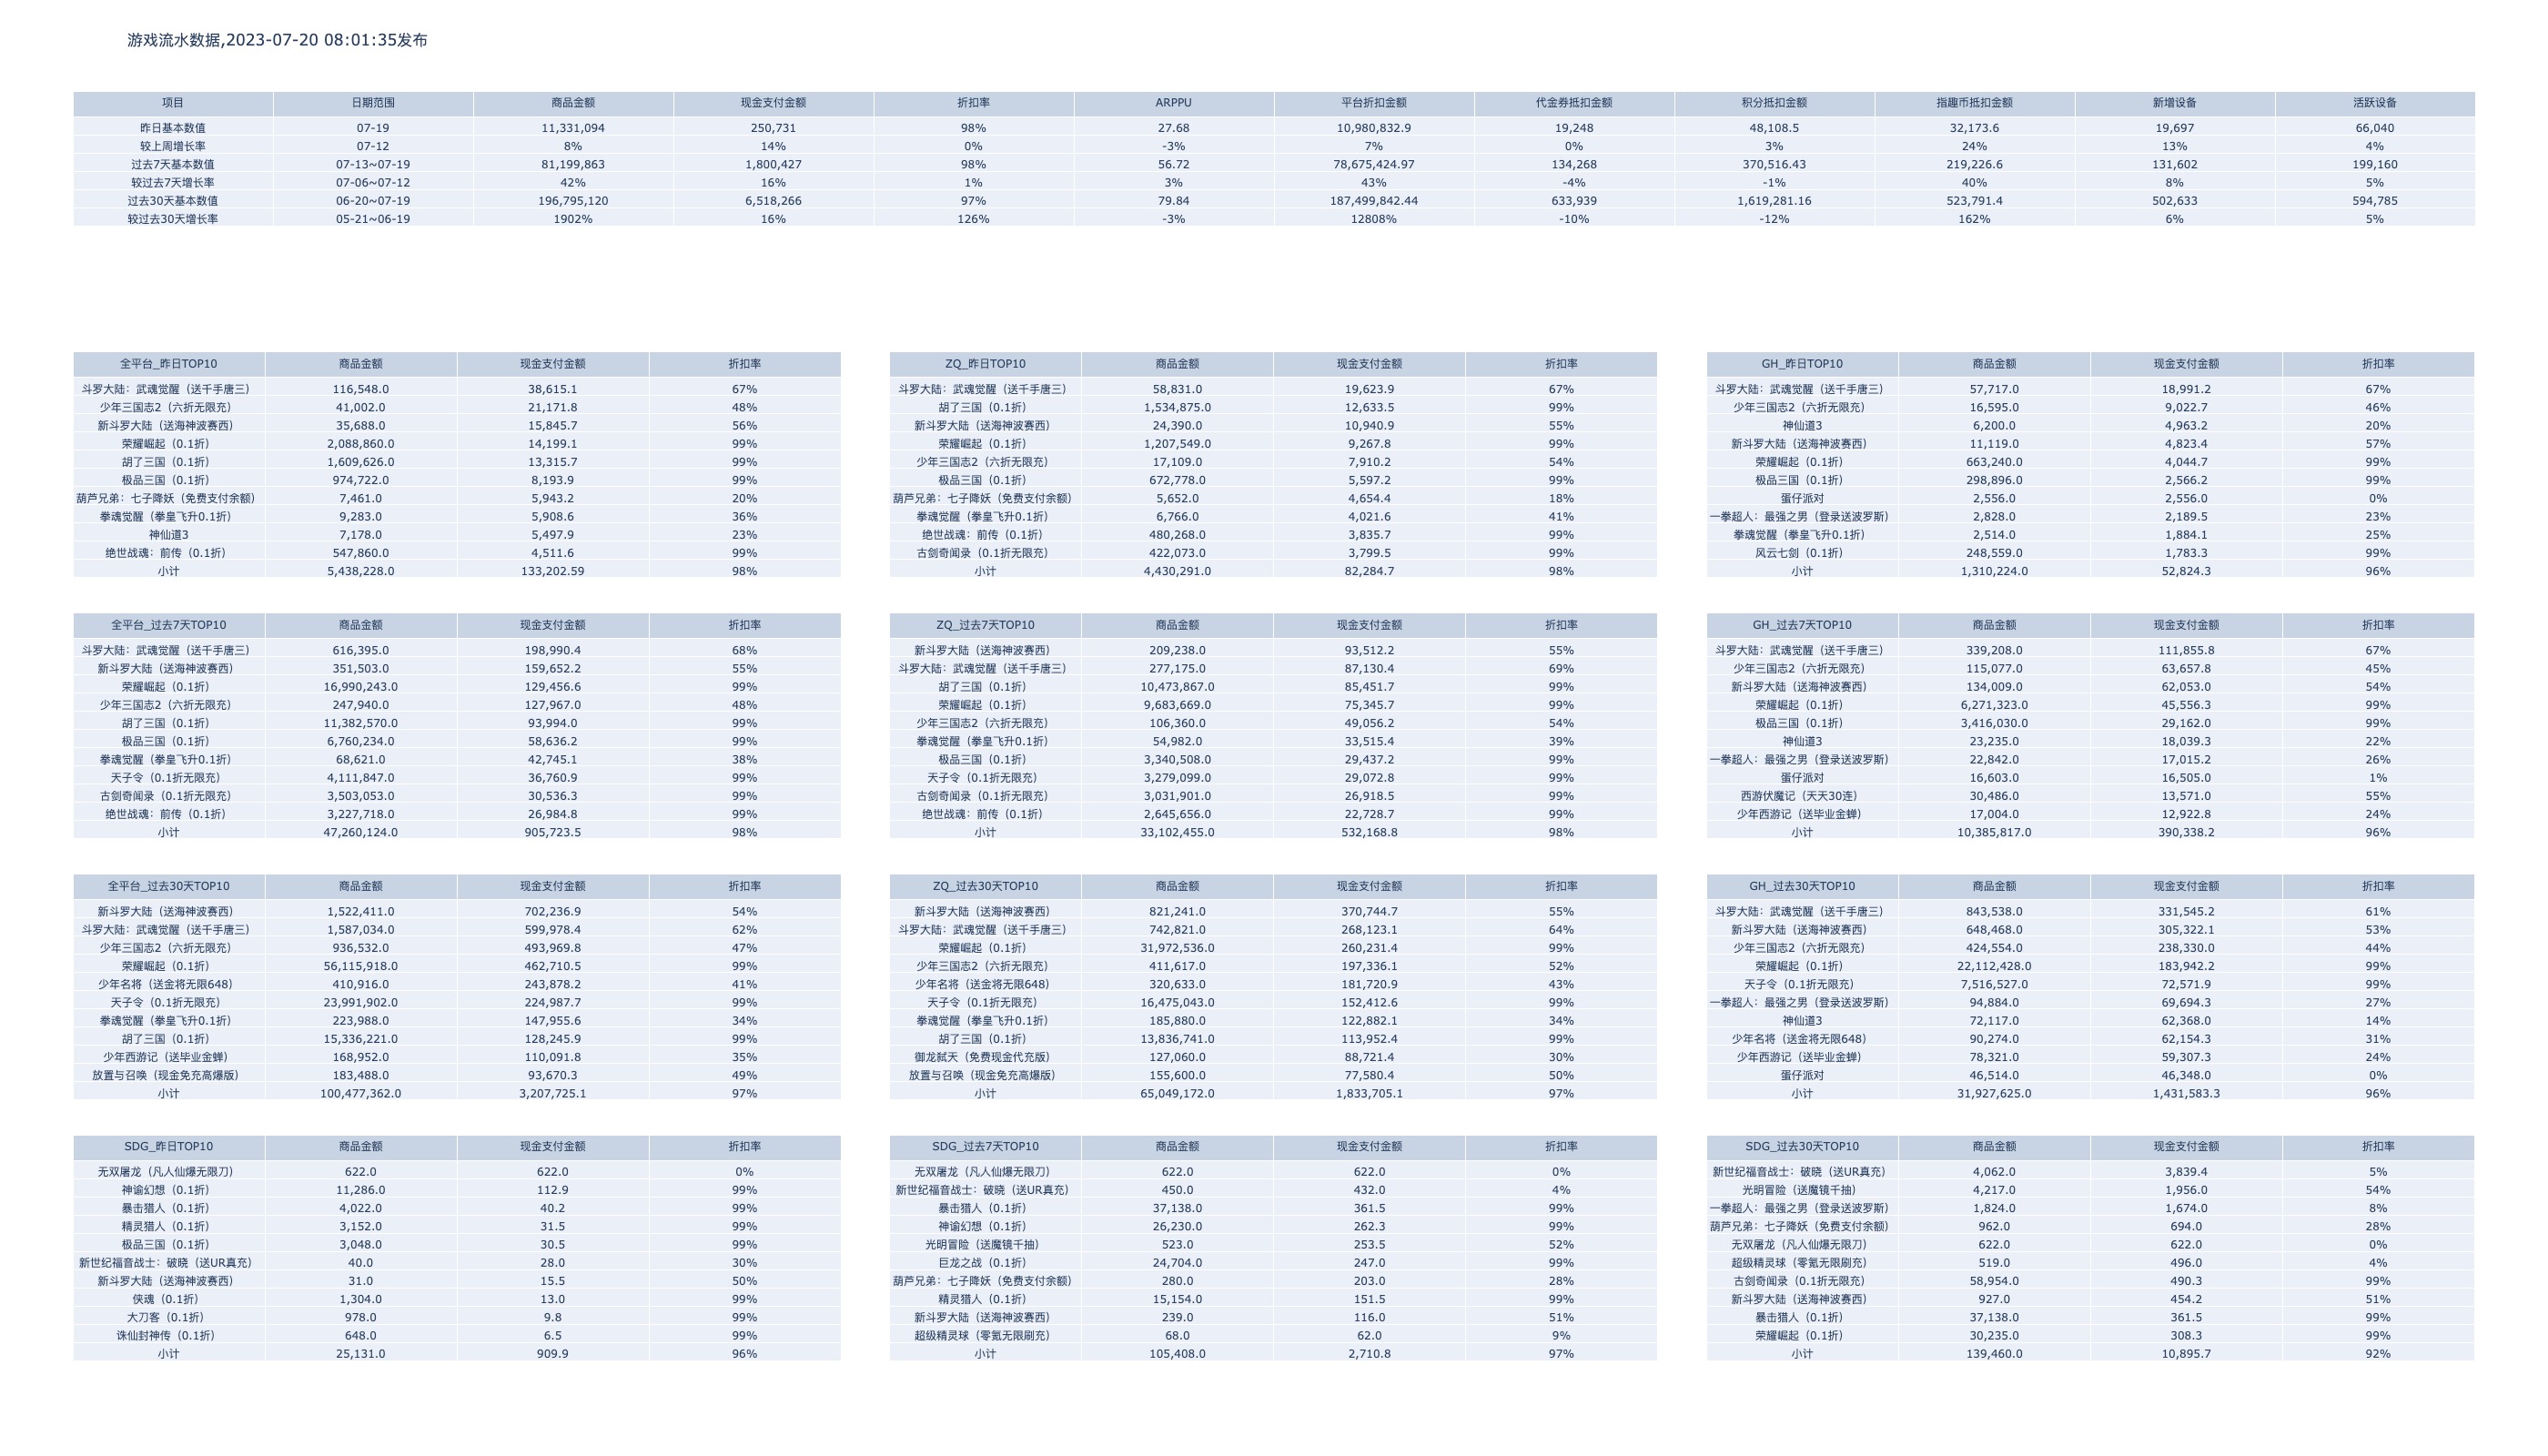 游戏流水数据,2023-07-20 08:01:35发布
项目 日期范围 商品金额 现金支付金额 折扣率 ARPPU 平台折扣金额 代金券抵扣金额 积分抵扣金额 指趣币抵扣金额 新增设备 活跃设备
昨日基本数值 07-19 11,331,094 250,731 98% 27.68 10,980,832.9 19,248 48,108.5 32,173.6 19,697 66,040
较上周增长率 07-12 8% 14% 0% -3% 7% 0% 3% 24% 13% 4%
过去7天基本数值 07-13~07-19 81,199,863 1,800,427 98% 56.72 78,675,424.97 134,268 370,516.43 219,226.6 131,602 199,160
较过去7天增长率 07-06~07-12 42% 16% 1% 3% 43% -4% -1% 40% 8% 5%
过去30天基本数值 06-20~07-19 196,795,120 6,518,266 97% 79.84 187,499,842.44 633,939 1,619,281.16 523,791.4 502,633 594,785
较过去30天增长率 05-21~06-19 1902% 16% 126% -3% 12808% -10% -12% 162% 6% 5%
全平台_昨日TOP10 商品金额 现金支付金额 折扣率
斗罗大陆：武魂觉醒（送千手唐三） 116,548.0 38,615.1 67%
少年三国志2（六折无限充） 41,002.0 21,171.8 48%
新斗罗大陆（送海神波赛西） 35,688.0 15,845.7 56%
荣耀崛起（0.1折） 2,088,860.0 14,199.1 99%
胡了三国（0.1折） 1,609,626.0 13,315.7 99%
极品三国（0.1折） 974,722.0 8,193.9 99%
葫芦兄弟：七子降妖（免费支付余额） 7,461.0 5,943.2 20%
拳魂觉醒（拳皇飞升0.1折） 9,283.0 5,908.6 36%
神仙道3 7,178.0 5,497.9 23%
绝世战魂：前传（0.1折） 547,860.0 4,511.6 99%
小计 5,438,228.0 133,202.59 98%
ZQ_昨日TOP10 商品金额 现金支付金额 折扣率
斗罗大陆：武魂觉醒（送千手唐三） 58,831.0 19,623.9 67%
胡了三国（0.1折） 1,534,875.0 12,633.5 99%
新斗罗大陆（送海神波赛西） 24,390.0 10,940.9 55%
荣耀崛起（0.1折） 1,207,549.0 9,267.8 99%
少年三国志2（六折无限充） 17,109.0 7,910.2 54%
极品三国（0.1折） 672,778.0 5,597.2 99%
葫芦兄弟：七子降妖（免费支付余额） 5,652.0 4,654.4 18%
拳魂觉醒（拳皇飞升0.1折） 6,766.0 4,021.6 41%
绝世战魂：前传（0.1折） 480,268.0 3,835.7 99%
古剑奇闻录（0.1折无限充） 422,073.0 3,799.5 99%
小计 4,430,291.0 82,284.7 98%
GH_昨日TOP10 商品金额 现金支付金额 折扣率
斗罗大陆：武魂觉醒（送千手唐三） 57,717.0 18,991.2 67%
少年三国志2（六折无限充） 16,595.0 9,022.7 46%
神仙道3 6,200.0 4,963.2 20%
新斗罗大陆（送海神波赛西） 11,119.0 4,823.4 57%
荣耀崛起（0.1折） 663,240.0 4,044.7 99%
极品三国（0.1折） 298,896.0 2,566.2 99%
蛋仔派对 2,556.0 2,556.0 0%
一拳超人：最强之男（登录送波罗斯） 2,828.0 2,189.5 23%
拳魂觉醒（拳皇飞升0.1折） 2,514.0 1,884.1 25%
风云七剑（0.1折） 248,559.0 1,783.3 99%
小计 1,310,224.0 52,824.3 96%
全平台_过去7天TOP10 商品金额 现金支付金额 折扣率
斗罗大陆：武魂觉醒（送千手唐三） 616,395.0 198,990.4 68%
新斗罗大陆（送海神波赛西） 351,503.0 159,652.2 55%
荣耀崛起（0.1折） 16,990,243.0 129,456.6 99%
少年三国志2（六折无限充） 247,940.0 127,967.0 48%
胡了三国（0.1折） 11,382,570.0 93,994.0 99%
极品三国（0.1折） 6,760,234.0 58,636.2 99%
拳魂觉醒（拳皇飞升0.1折） 68,621.0 42,745.1 38%
天子令（0.1折无限充） 4,111,847.0 36,760.9 99%
古剑奇闻录（0.1折无限充） 3,503,053.0 30,536.3 99%
绝世战魂：前传（0.1折） 3,227,718.0 26,984.8 99%
小计 47,260,124.0 905,723.5 98%
ZQ_过去7天TOP10 商品金额 现金支付金额 折扣率
新斗罗大陆（送海神波赛西） 209,238.0 93,512.2 55%
斗罗大陆：武魂觉醒（送千手唐三） 277,175.0 87,130.4 69%
胡了三国（0.1折） 10,473,867.0 85,451.7 99%
荣耀崛起（0.1折） 9,683,669.0 75,345.7 99%
少年三国志2（六折无限充） 106,360.0 49,056.2 54%
拳魂觉醒（拳皇飞升0.1折） 54,982.0 33,515.4 39%
极品三国（0.1折） 3,340,508.0 29,437.2 99%
天子令（0.1折无限充） 3,279,099.0 29,072.8 99%
古剑奇闻录（0.1折无限充） 3,031,901.0 26,918.5 99%
绝世战魂：前传（0.1折） 2,645,656.0 22,728.7 99%
小计 33,102,455.0 532,168.8 98%
GH_过去7天TOP10 商品金额 现金支付金额 折扣率
斗罗大陆：武魂觉醒（送千手唐三） 339,208.0 111,855.8 67%
少年三国志2（六折无限充） 115,077.0 63,657.8 45%
新斗罗大陆（送海神波赛西） 134,009.0 62,053.0 54%
荣耀崛起（0.1折） 6,271,323.0 45,556.3 99%
极品三国（0.1折） 3,416,030.0 29,162.0 99%
神仙道3 23,235.0 18,039.3 22%
一拳超人：最强之男（登录送波罗斯） 22,842.0 17,015.2 26%
蛋仔派对 16,603.0 16,505.0 1%
西游伏魔记（天天30连） 30,486.0 13,571.0 55%
少年西游记（送毕业金蝉） 17,004.0 12,922.8 24%
小计 10,385,817.0 390,338.2 96%
全平台_过去30天TOP10 商品金额 现金支付金额 折扣率
新斗罗大陆（送海神波赛西） 1,522,411.0 702,236.9 54%
斗罗大陆：武魂觉醒（送千手唐三） 1,587,034.0 599,978.4 62%
少年三国志2（六折无限充） 936,532.0 493,969.8 47%
荣耀崛起（0.1折） 56,115,918.0 462,710.5 99%
少年名将（送金将无限648） 410,916.0 243,878.2 41%
天子令（0.1折无限充） 23,991,902.0 224,987.7 99%
拳魂觉醒（拳皇飞升0.1折） 223,988.0 147,955.6 34%
胡了三国（0.1折） 15,336,221.0 128,245.9 99%
少年西游记（送毕业金蝉） 168,952.0 110,091.8 35%
放置与召唤（现金免充高爆版） 183,488.0 93,670.3 49%
小计 100,477,362.0 3,207,725.1 97%
ZQ_过去30天TOP10 商品金额 现金支付金额 折扣率
新斗罗大陆（送海神波赛西） 821,241.0 370,744.7 55%
斗罗大陆：武魂觉醒（送千手唐三） 742,821.0 268,123.1 64%
荣耀崛起（0.1折） 31,972,536.0 260,231.4 99%
少年三国志2（六折无限充） 411,617.0 197,336.1 52%
少年名将（送金将无限648） 320,633.0 181,720.9 43%
天子令（0.1折无限充） 16,475,043.0 152,412.6 99%
拳魂觉醒（拳皇飞升0.1折） 185,880.0 122,882.1 34%
胡了三国（0.1折） 13,836,741.0 113,952.4 99%
御龙弑天（免费现金代充版） 127,060.0 88,721.4 30%
放置与召唤（现金免充高爆版） 155,600.0 77,580.4 50%
小计 65,049,172.0 1,833,705.1 97%
GH_过去30天TOP10 商品金额 现金支付金额 折扣率
斗罗大陆：武魂觉醒（送千手唐三） 843,538.0 331,545.2 61%
新斗罗大陆（送海神波赛西） 648,468.0 305,322.1 53%
少年三国志2（六折无限充） 424,554.0 238,330.0 44%
荣耀崛起（0.1折） 22,112,428.0 183,942.2 99%
天子令（0.1折无限充） 7,516,527.0 72,571.9 99%
一拳超人：最强之男（登录送波罗斯） 94,884.0 69,694.3 27%
神仙道3 72,117.0 62,368.0 14%
少年名将（送金将无限648） 90,274.0 62,154.3 31%
少年西游记（送毕业金蝉） 78,321.0 59,307.3 24%
蛋仔派对 46,514.0 46,348.0 0%
小计 31,927,625.0 1,431,583.3 96%
SDG_昨日TOP10 商品金额 现金支付金额 折扣率
无双屠龙（凡人仙爆无限刀） 622.0 622.0 0%
神谕幻想（0.1折） 11,286.0 112.9 99%
暴击猎人（0.1折） 4,022.0 40.2 99%
精灵猎人（0.1折） 3,152.0 31.5 99%
极品三国（0.1折） 3,048.0 30.5 99%
新世纪福音战士：破晓（送UR真充） 40.0 28.0 30%
新斗罗大陆（送海神波赛西） 31.0 15.5 50%
侠魂（0.1折） 1,304.0 13.0 99%
大刀客（0.1折） 978.0 9.8 99%
诛仙封神传（0.1折） 648.0 6.5 99%
小计 25,131.0 909.9 96%
SDG_过去7天TOP10 商品金额 现金支付金额 折扣率
无双屠龙（凡人仙爆无限刀） 622.0 622.0 0%
新世纪福音战士：破晓（送UR真充） 450.0 432.0 4%
暴击猎人（0.1折） 37,138.0 361.5 99%
神谕幻想（0.1折） 26,230.0 262.3 99%
光明冒险（送魔镜千抽） 523.0 253.5 52%
巨龙之战（0.1折） 24,704.0 247.0 99%
葫芦兄弟：七子降妖（免费支付余额） 280.0 203.0 28%
精灵猎人（0.1折） 15,154.0 151.5 99%
新斗罗大陆（送海神波赛西） 239.0 116.0 51%
超级精灵球（零氪无限刷充） 68.0 62.0 9%
小计 105,408.0 2,710.8 97%
SDG_过去30天TOP10 商品金额 现金支付金额 折扣率
新世纪福音战士：破晓（送UR真充） 4,062.0 3,839.4 5%
光明冒险（送魔镜千抽） 4,217.0 1,956.0 54%
一拳超人：最强之男（登录送波罗斯） 1,824.0 1,674.0 8%
葫芦兄弟：七子降妖（免费支付余额） 962.0 694.0 28%
无双屠龙（凡人仙爆无限刀） 622.0 622.0 0%
超级精灵球（零氪无限刷充） 519.0 496.0 4%
古剑奇闻录（0.1折无限充） 58,954.0 490.3 99%
新斗罗大陆（送海神波赛西） 927.0 454.2 51%
暴击猎人（0.1折） 37,138.0 361.5 99%
荣耀崛起（0.1折） 30,235.0 308.3 99%
小计 139,460.0 10,895.7 92%